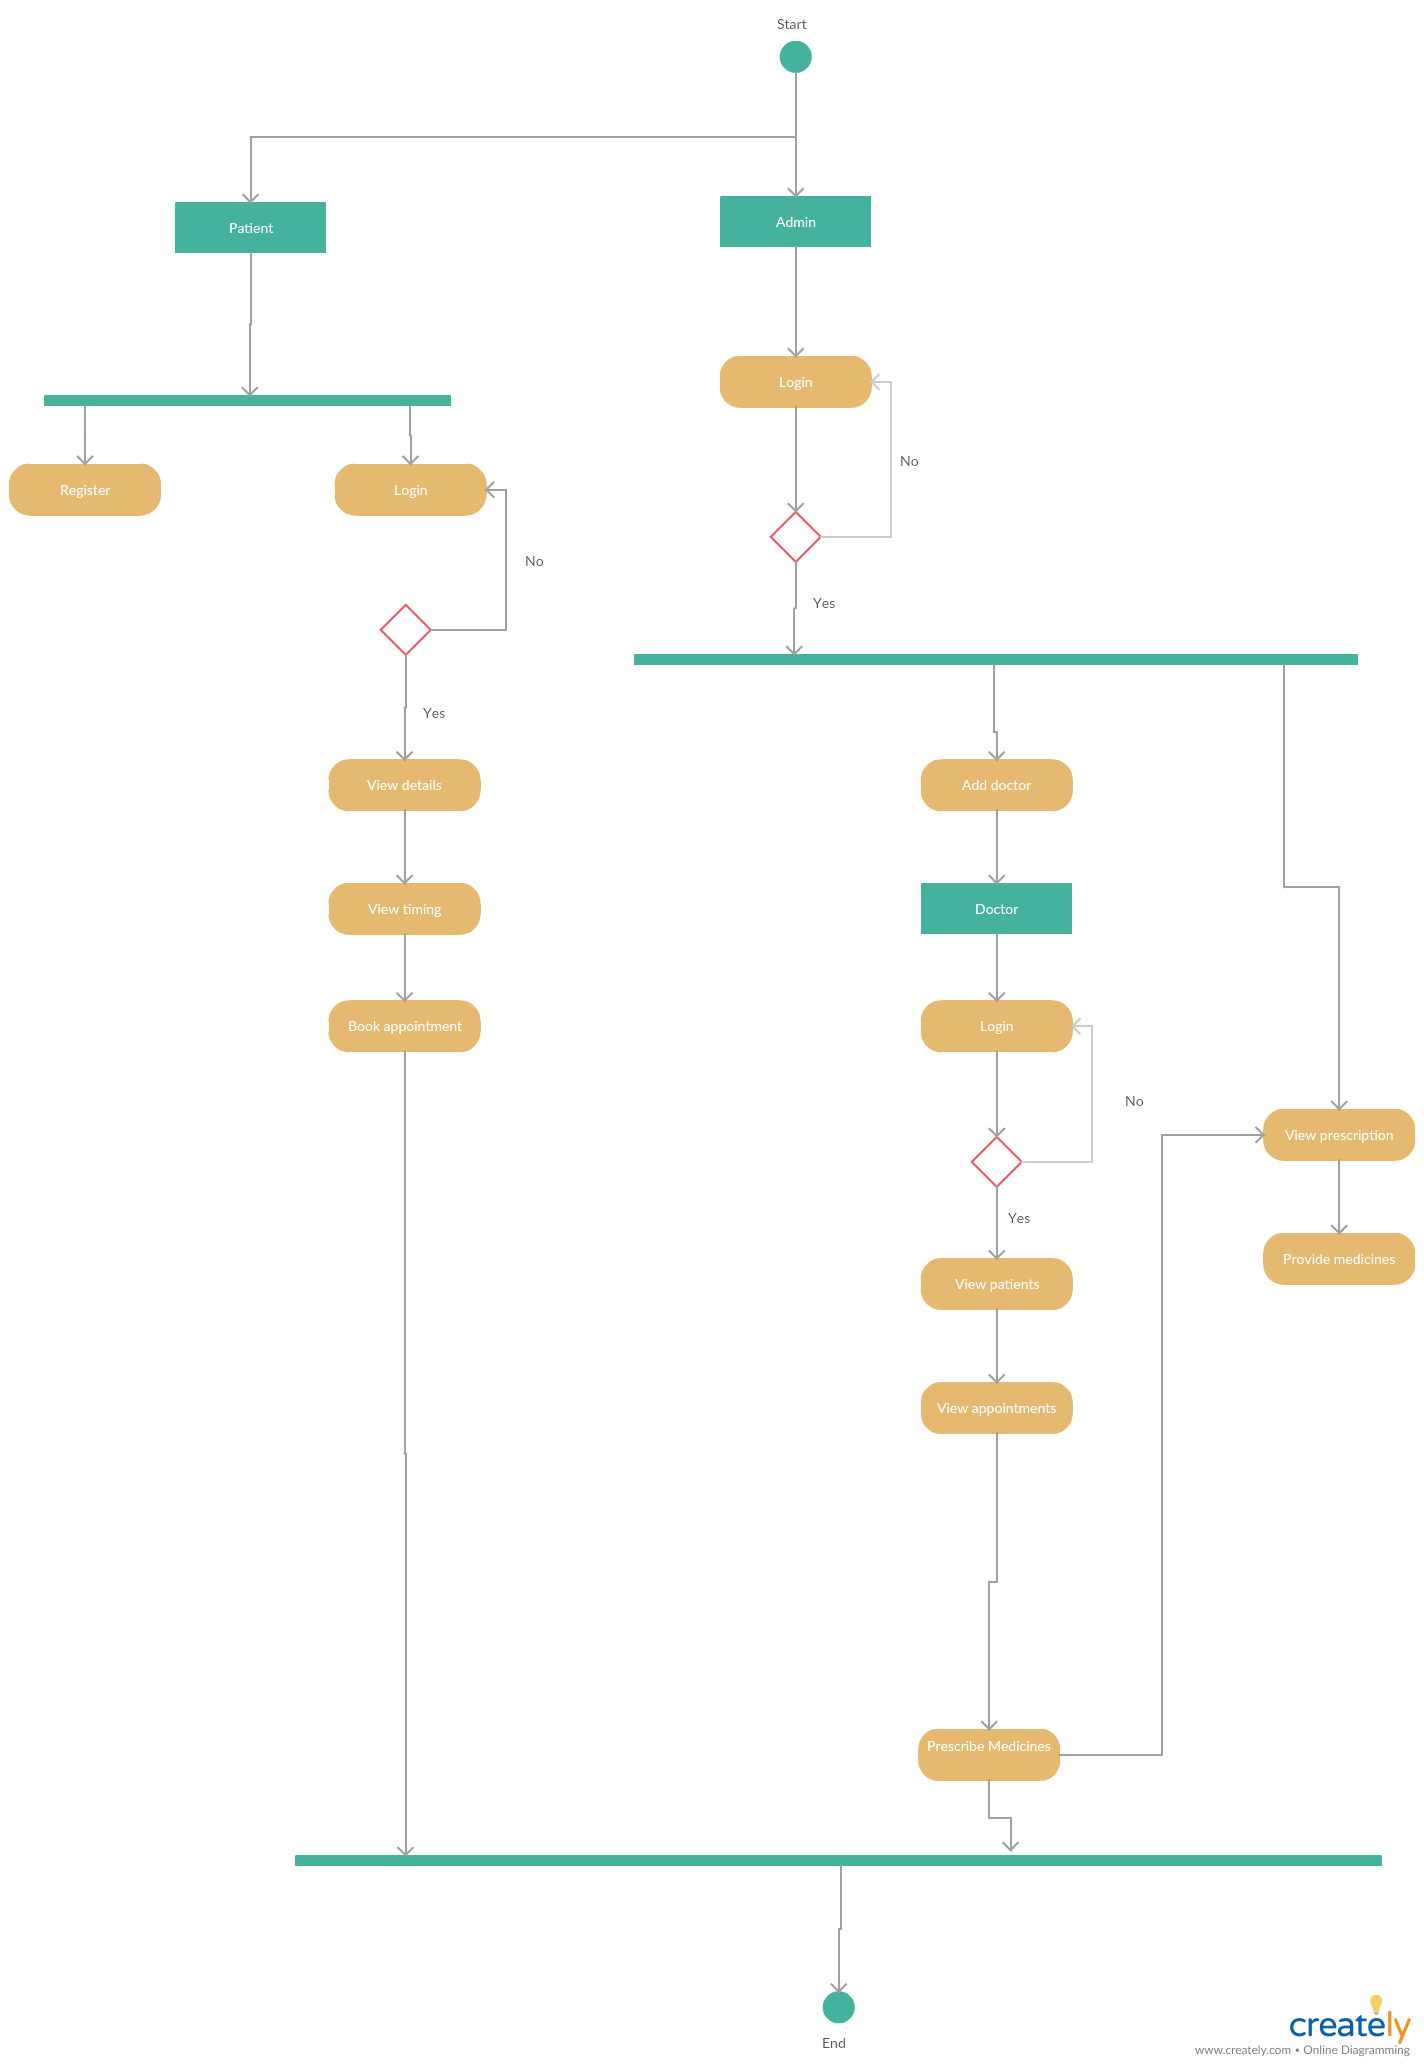 Start
Patient
Admin
Login
No
Register
Login
No
Yes
Yes
View details
Add doctor
View timing
Doctor
Book appointment
Login
No
View prescription
Yes
Provide medicines
View patients
View appointments
Prescribe Medicines
End
creately
www.creately.com • Online Diagramming